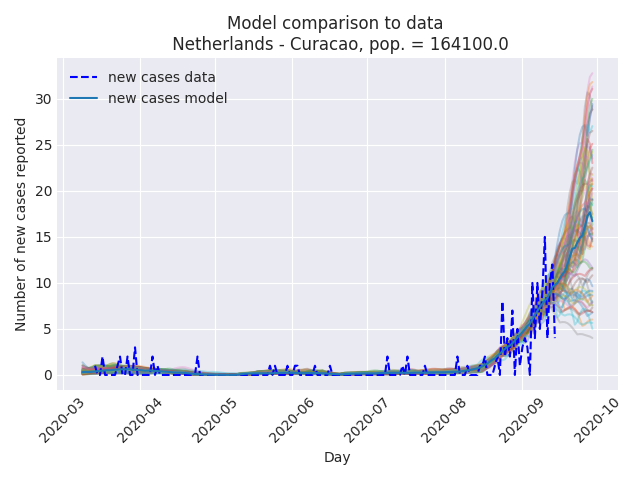 Model comparison to data
Netherlands - Curacao, pop. = 164100.0
new cases data
new cases model
Number of new cases reported
30
25
20
15
10
5
0
2020-03
2020-04
2020-05
2020-06
2020-07
2020-08
2020-09
2020-10
Day